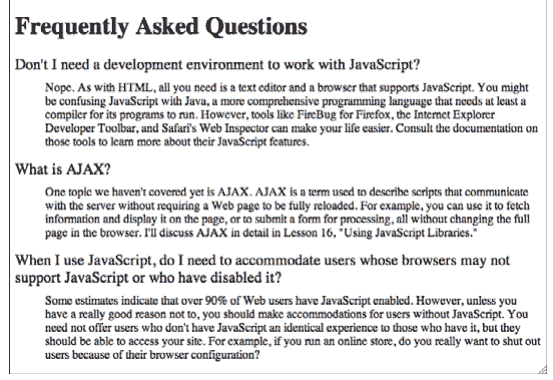 Frequently Asked Questions
Don't I need a development environment to work with JavaScript?
Nope. As with HTML, all you need is a text editor and a browser that supports JavaScript. You might
be confusing JavaScript with Java, a more comprehensive programming language that needs at least a
compiler for its programs to run. However, tools like FireBug for Firefox, the Internet Explorer
Developer Toolbar, and Safari's Web Inspector can make your life easier. Consult the documentation on
those tools to learn more about their JavaScript features.
What is AJAX?
One topic we haven't covered yet is AJAX. AJAX is a term used to describe scripts that communicate
with the server without requiring a Web page to be fully reloaded. For example, you can use it to fetch
information and display it on the page, or to submit a form for processing, all without changing the full
page in the browser. I'll discuss AJAX in detail in Lesson 16, "Using JavaScript Libraries."
When I use JavaScript, do I need to accommodate users whose browsers may not
support JavaScript or who have disabled it?
Some estimates indicate that over 90% of Web users have JavaScript enabled. However, unless you
have a really good reason not to, you should make accommodations for users without JavaScript. You
need not offer users who don't have JavaScript an identical experience to those who have it, but they
should be able to access your site. For example, if you run an online store, do you really want to shut out
users because of their browser configuration?